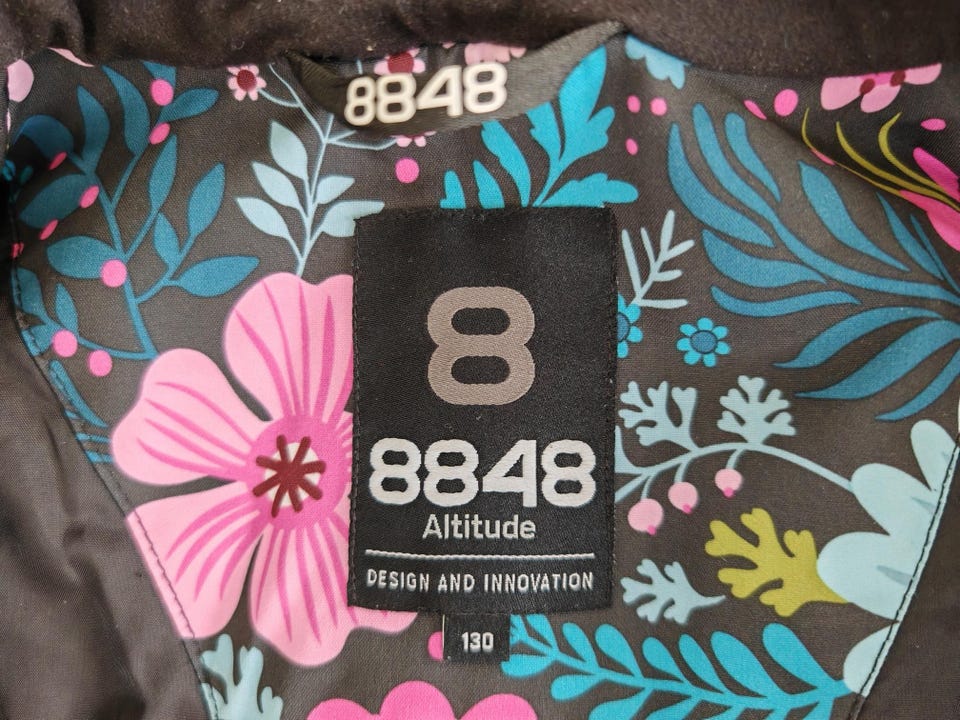 8848
8
8848
Altitude
DESIGN AND INNOVATION
130